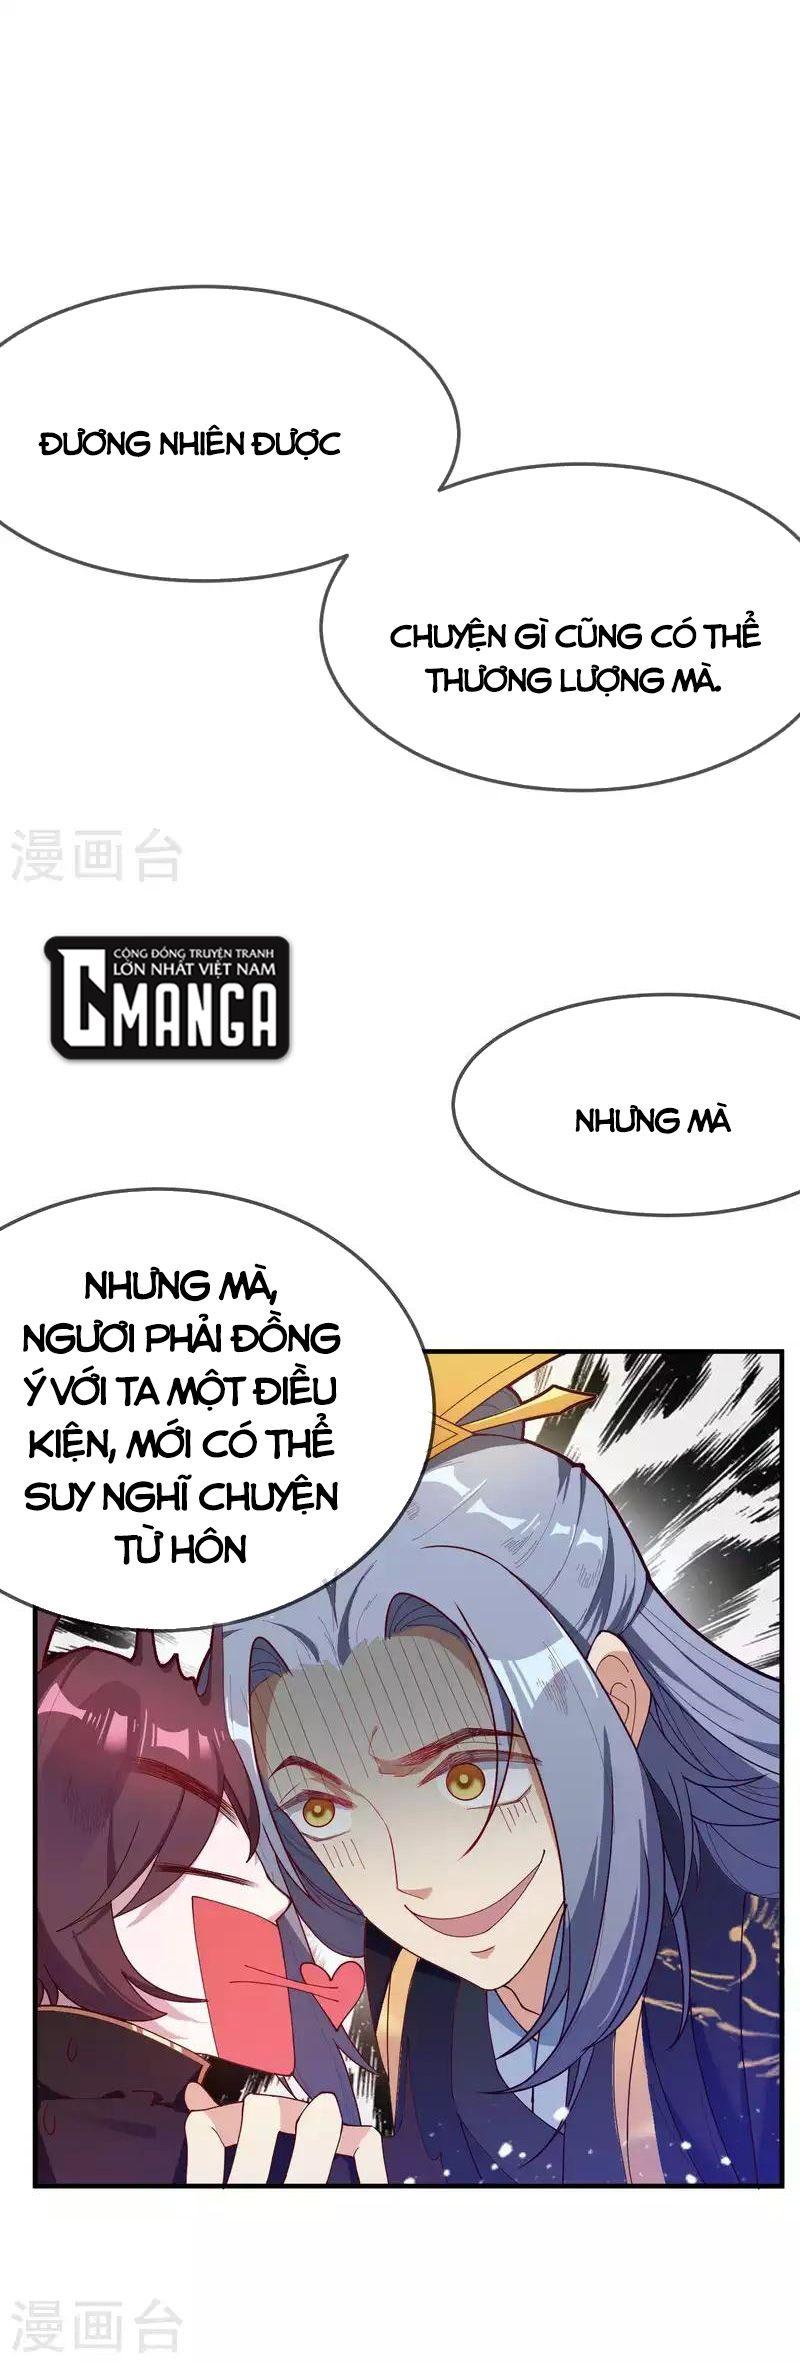 ĐƯƠNG NHIÊN ĐƯỢC
CHUYỆN GÌ CŨNG CÓ THỂ
THƯƠNG LƯỢNG MÀ.
漫画台
CỘNG ĐỒNG TRUYỆN TRANH
LỚN NHẤT VIỆT NAM
CMANGA
NHƯNG MÀ
NHƯNG MÀ,
NGƯƠI PHẢI ĐỒNG
Ý VỚI TA MỘT ĐIỀU
KIỆN, MỚI CÓ THỂ
SUY NGHĨ CHUYỆN
TỪ HÔN
漫画台